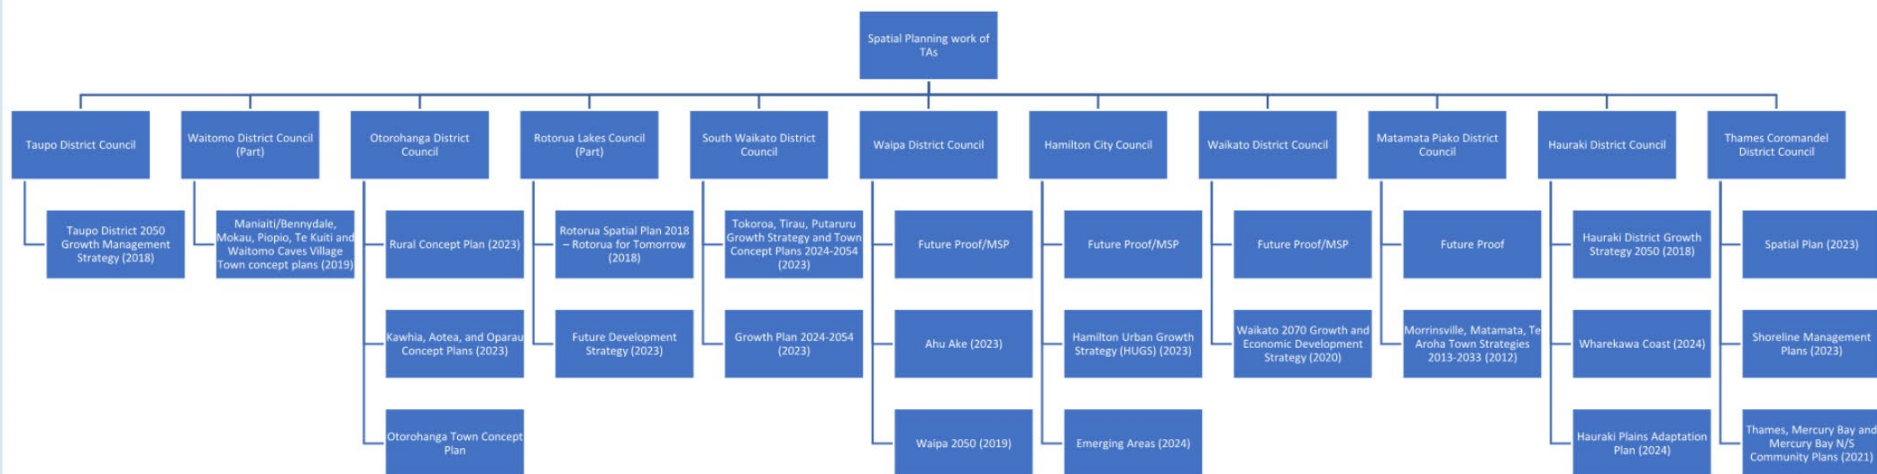 Spatial Planning work of
TAs
Taupo District Council
Waitomo District Council
(Part)
Otorohanga District
Council
Rotorua Lakes Council
(Part)
South Waikato District
Council
Waipa District Council
Hamilton City Council
Waikato District Council
Matamata Piako District
Council
Hauraki District Council
Thames Coromandel
District Council
Taupo District 2050
Growth Management
Strategy (2018)
Maniaiti/Bennydale,
Mokau, Piopio, Te Kuiti and
Waitomo Caves Village
Town concept plans (2019)
Rural Concept Plan (2023)
Rotorua Spatial Plan 2018
– Rotorua for Tomorrow
(2018)
Tokoroa, Tirau, Putaruru
Growth Strategy and Town
Concept Plans 2024-2054
(2023)
Future Proof/MSP
Future Proof/MSP
Future Proof/MSP
Future Proof
Hauraki District Growth
Strategy 2050 (2018)
Spatial Plan (2023)
Kawhia, Aotea, and Oparau
Concept Plans (2023)
Future Development
Strategy (2023)
Growth Plan 2024-2054
(2023)
Ahu Ake (2023)
Hamilton Urban Growth
Strategy (HUGS) (2023)
Waikato 2070 Growth and
Economic Development
Strategy (2020)
Morrinsville, Matamata, Te
Aroha Town Strategies
2013-2033 (2012)
Wharekawa Coast (2024)
Shoreline Management
Plans (2023)
Otorohanga Town Concept
Plan
Waipa 2050 (2019)
Emerging Areas (2024)
Hauraki Plains Adaptation
Plan (2024)
Thames, Mercury Bay and
Mercury Bay N/S
Community Plans (2021)